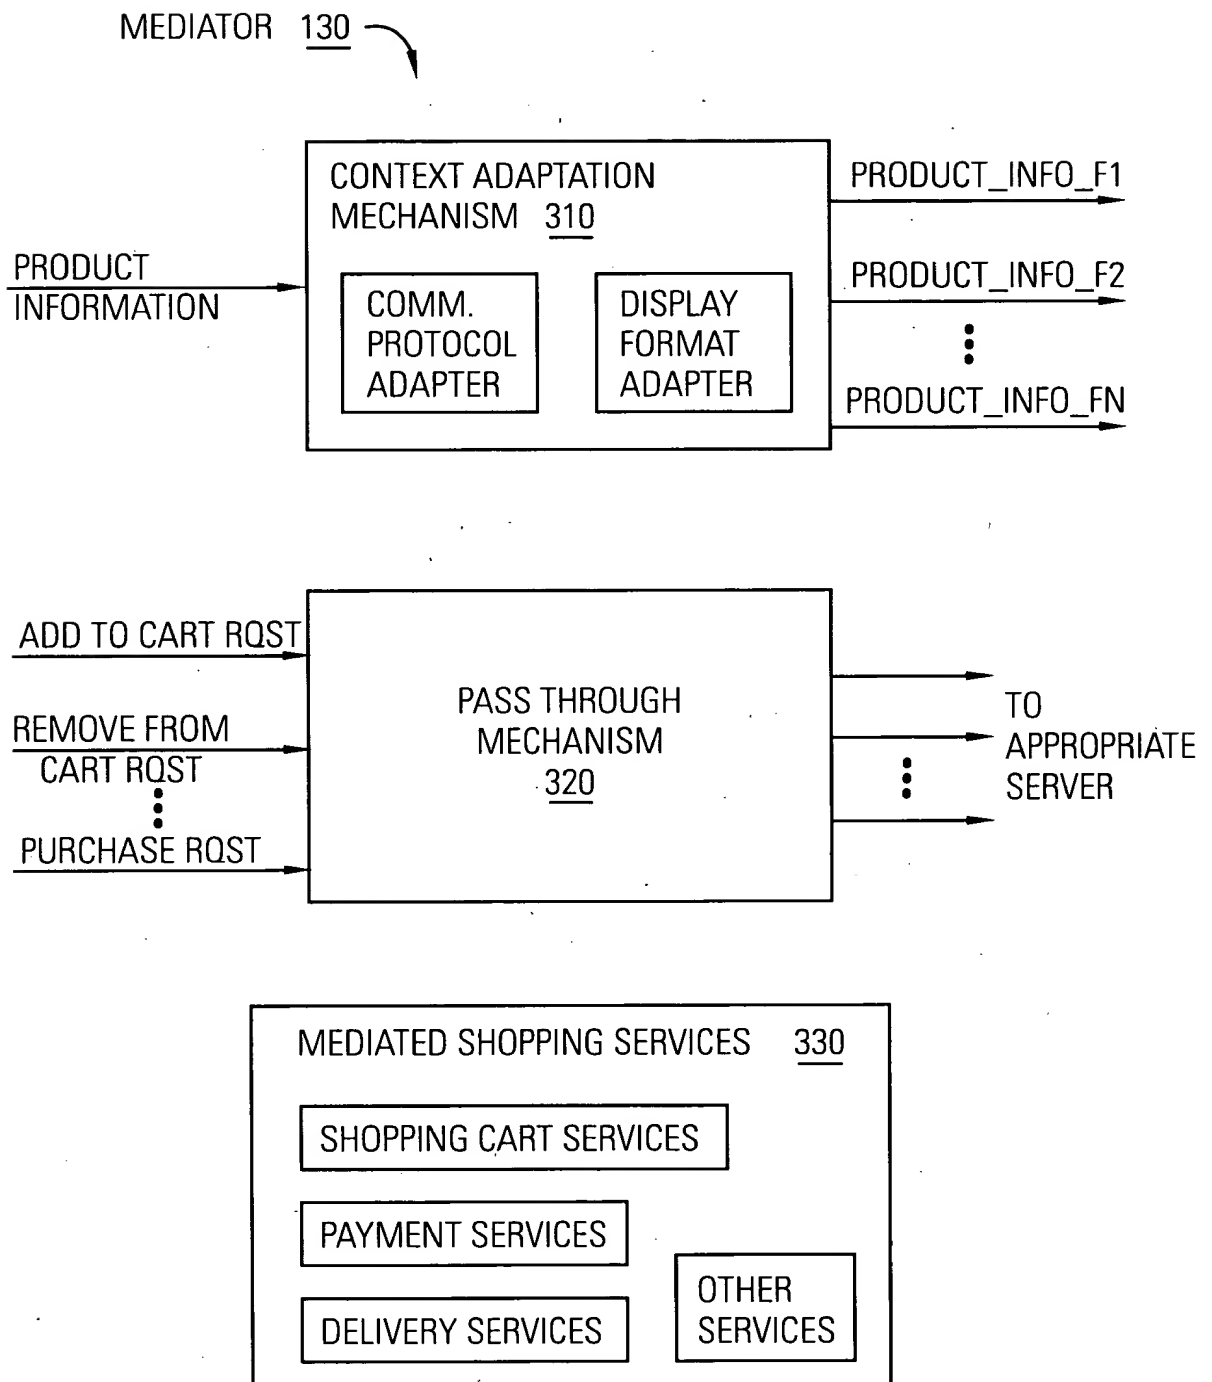 MEDIATOR 130
CONTEXT ADAPTATION
MECHANISM 310
PRODUCT
INFORMATION
COMM.
PROTOCOL
ADAPTER
DISPLAY
FORMAT
ADAPTER
PRODUCT_INFO_F1
PRODUCT_INFO_F2
PRODUCT_INFO_FN
ADD TO CART RQST
REMOVE FROM
CART RQST
PURCHASE RQST
PASS THROUGH
MECHANISM
320
TO
APPROPRIATE
SERVER
MEDIATED SHOPPING SERVICES 330
SHOPPING CART SERVICES
PAYMENT SERVICES
DELIVERY SERVICES
OTHER
SERVICES